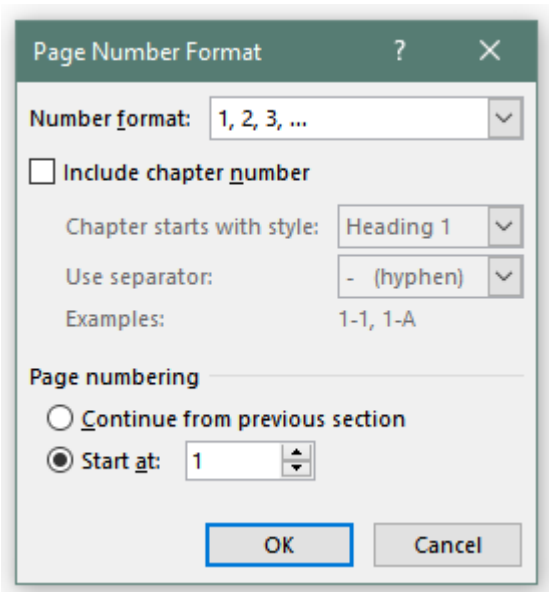 Page Number Format ? ×
Number format: 1, 2, 3, ...
Include chapter number
Chapter starts with style: Heading 1
Use separator: - (hyphen)
Examples: 1-1, 1-A
Page numbering
Continue from previous section
Start at: 1
OK Cancel